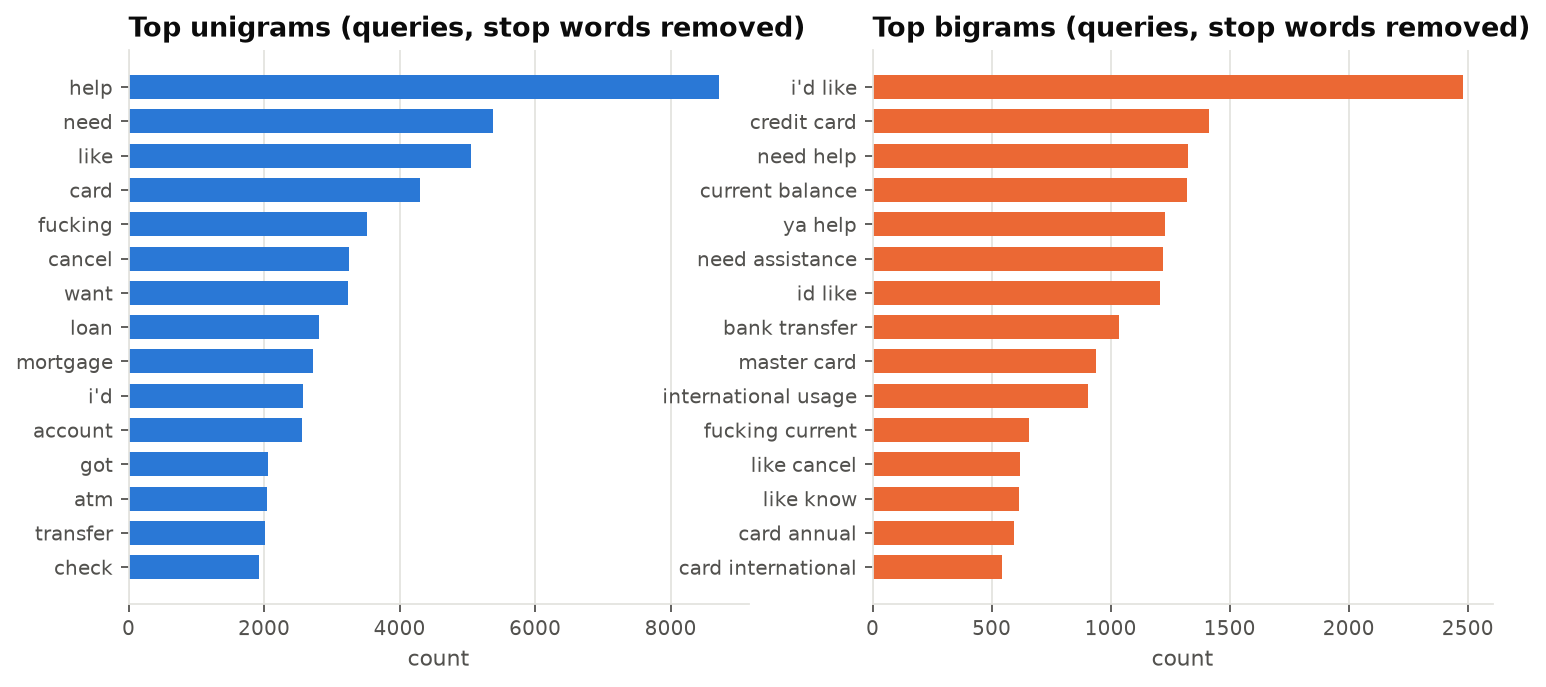 Top unigrams (queries, stop words removed)
help
need
like
card
fucking
cancel
want
loan
mortgage
i'd
account
got
atm
transfer
check
0 2000 4000 6000 8000
count
Top bigrams (queries, stop words removed)
i'd like
credit card
need help
current balance
ya help
need assistance
id like
bank transfer
master card
international usage
fucking current
like cancel
like know
card annual
card international
0 500 1000 1500 2000 2500
count